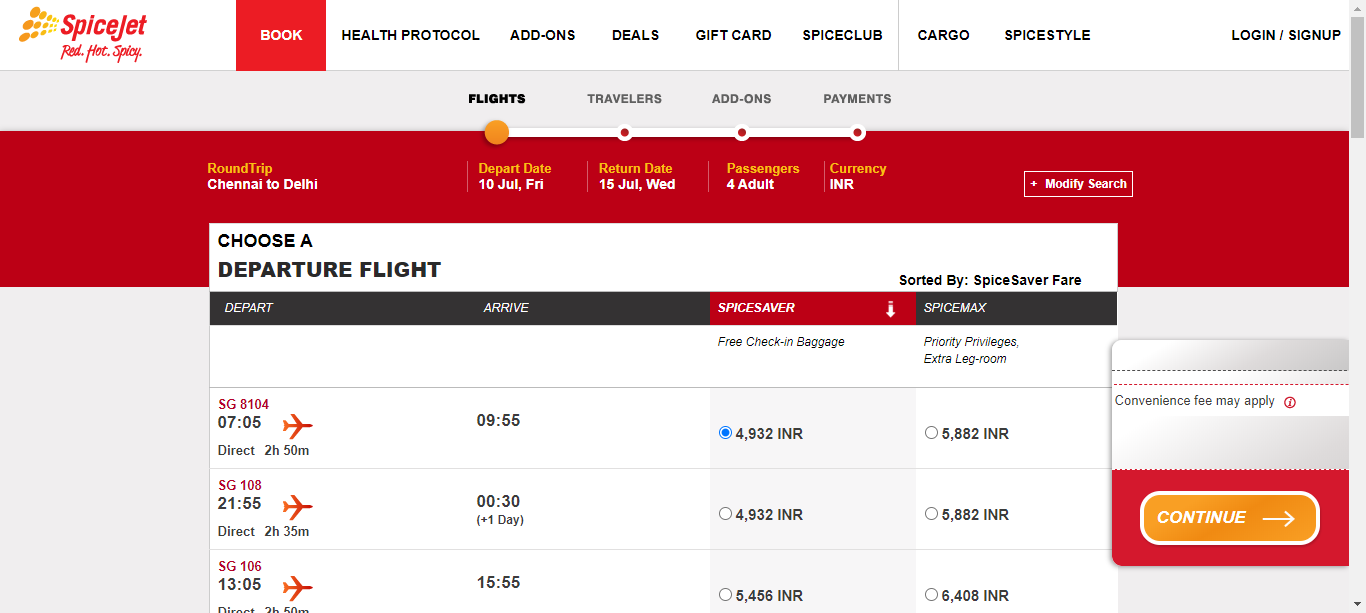 SpiceJet
Red. Hot. Spicy.
BOOK
HEALTH PROTOCOL
ADD-ONS
DEALS
GIFT CARD
SPICECLUB
CARGO
SPICESTYLE
LOGIN / SIGNUP
FLIGHTS
TRAVELERS
ADD-ONS
PAYMENTS
RoundTrip
Chennai to Delhi
Depart Date
10 Jul, Fri
Return Date
15 Jul, Wed
Passengers
4 Adult
Currency
INR
+ Modify Search
CHOOSE A
DEPARTURE FLIGHT
Sorted By: SpiceSaver Fare
DEPART
ARRIVE
SPICESAVER
SPICEMAX
Free Check-in Baggage
Priority Privileges,
Extra Leg-room
Convenience fee may apply i
SG 8104
07:05
09:55
Direct 2h 50m
4,932 INR
5,882 INR
SG 108
21:55
00:30
(+1 Day)
Direct 2h 35m
4,932 INR
5,882 INR
CONTINUE
SG 106
13:05
15:55
Direct 2h 50m
5,456 INR
6,408 INR